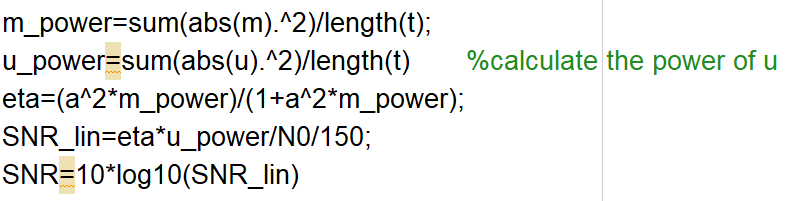 m_power=sum(abs(m).^2)/length(t);
u_power=sum(abs(u).^2)/length(t) %calculate the power of u
eta=(a^2*m_power)/(1+a^2*m_power);
SNR_lin=eta*u_power/N0/150;
SNR=10*log10(SNR_lin)